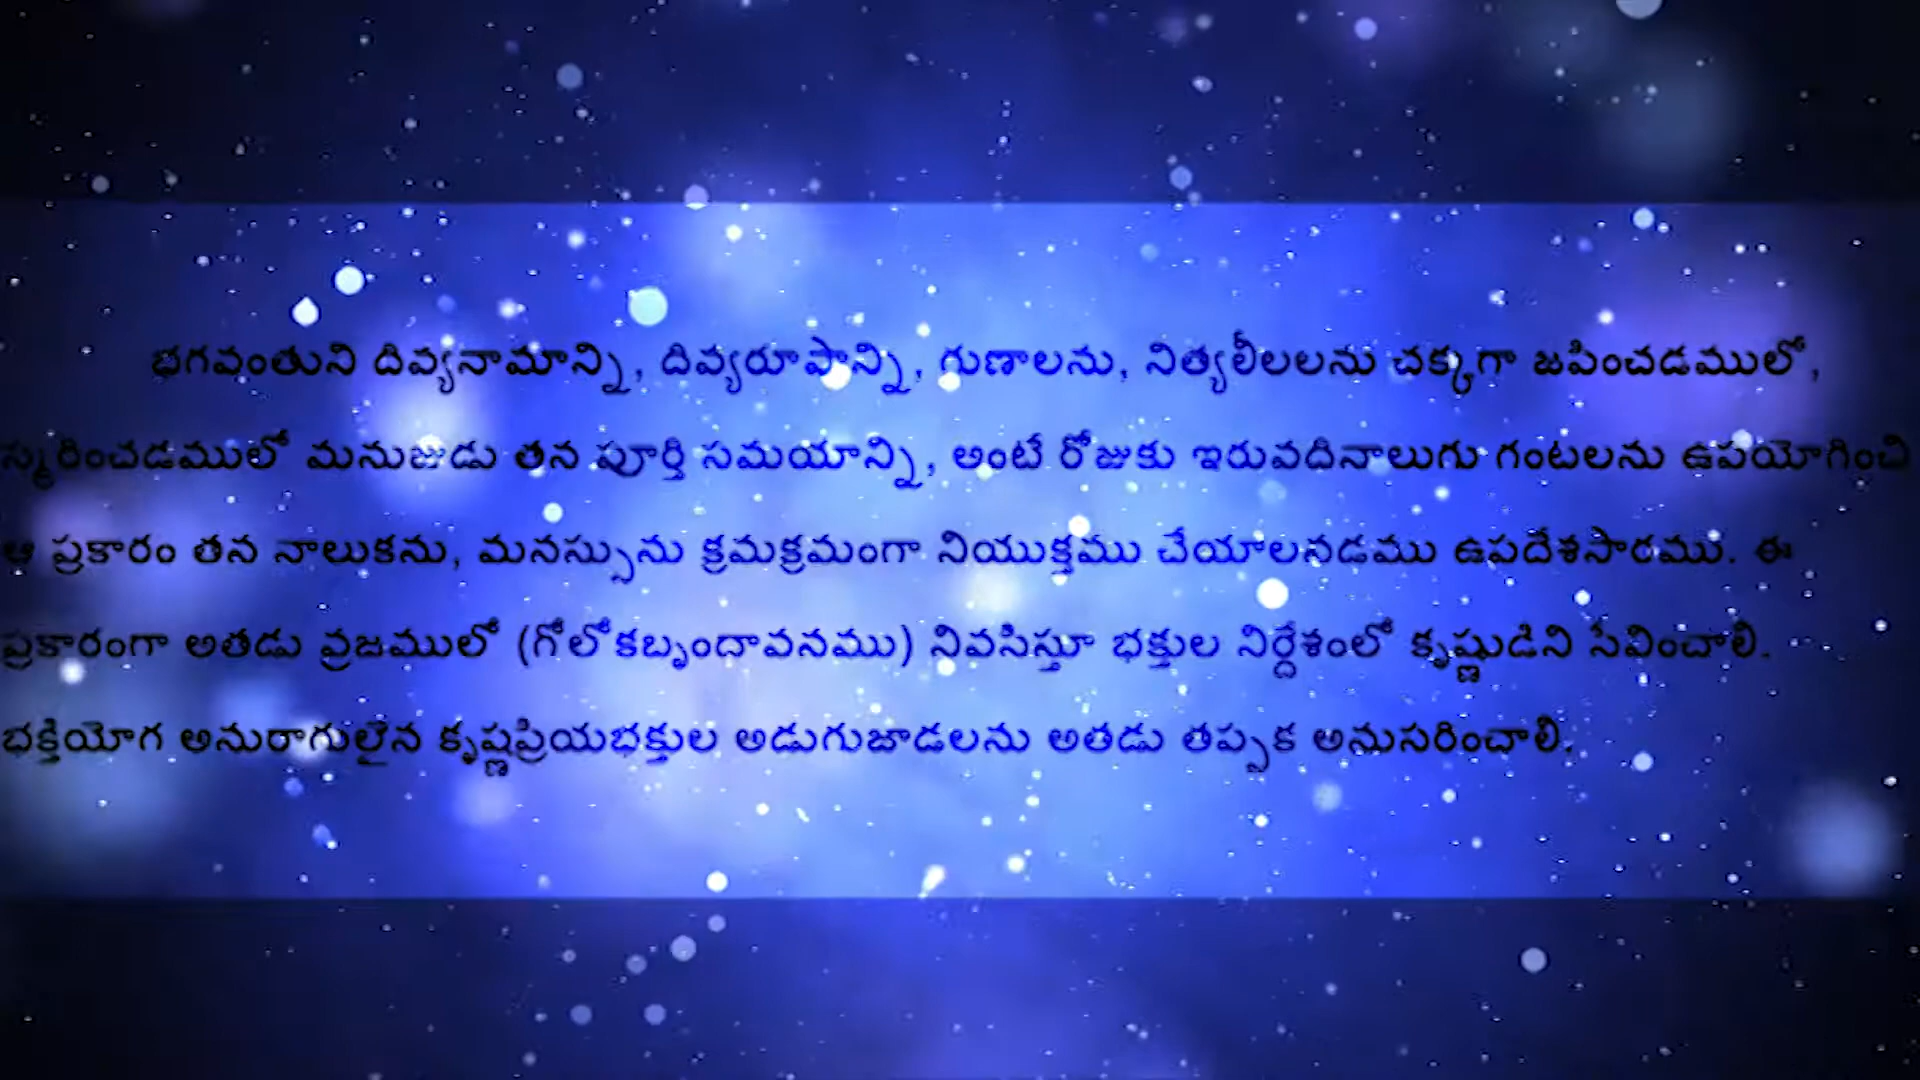 భగవంతుని దివ్యనామాన్ని, దివ్యరూపాన్ని, గుణాలను, నిత్యలీలలను చక్కగా జపించడములో,
స్మరించడములో మనుజుడు తన పూర్తి సమయాన్ని, అంటే రోజుకు ఇరువదినాలుగు గంటలను ఉపయోగించి
ఆ ప్రకారం తన నాలుకను, మనస్సును క్రమక్రమంగా నియుక్తము చేయాలనడము ఉపదేశసారము. ఈ
ప్రకారంగా అతడు వ్రజములో (గోలోకబృందావనము) నివసిస్తూ భక్తుల నిర్దేశంలో కృష్ణుడిని సేవించాలి.
భక్తియోగ అనురాగులైన కృష్ణప్రియభక్తుల అడుగుజాడలను అతడు తప్పక అనుసరించాలి.